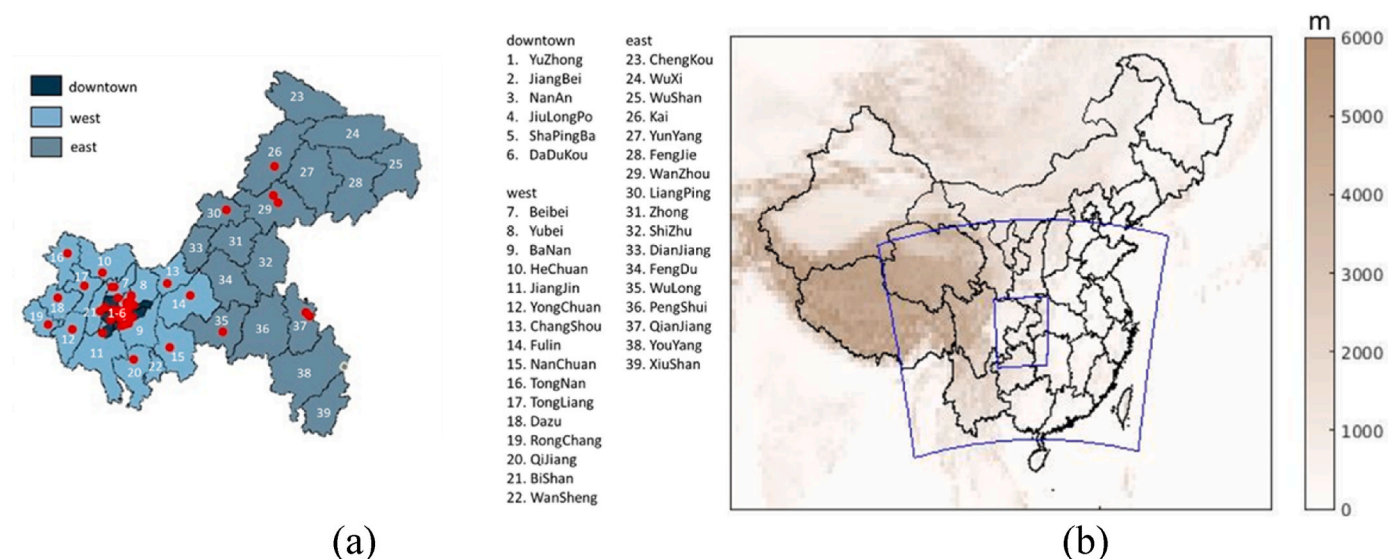 downtown
west
east
23
24
25
26
27
28
29
30
31
32
33
34
35
36
37
38
39
16
10
17
13
8
14
18
21
1-6
19
12
9
11
15
20
22
downtown
1. YuZhong
2. JiangBei
3. NanAn
4. JiuLongPo
5. ShaPingBa
6. DaDuKou
west
7. Beibei
8. Yubei
9. BaNan
10. HeChuan
11. JiangJin
12. YongChuan
13. ChangShou
14. Fulin
15. NanChuan
16. TongNan
17. TongLiang
18. Dazu
19. RongChang
20. QiJiang
21. BiShan
22. WanSheng
east
23. ChengKou
24. WuXi
25. WuShan
26. Kai
27. YunYang
28. FengJie
29. WanZhou
30. LiangPing
31. Zhong
32. ShiZhu
33. DianJiang
34. FengDu
35. WuLong
36. PengShui
37. QianJiang
38. YouYang
39. XiuShan
m
6000
5000
4000
3000
2000
1000
0
(a)
(b)